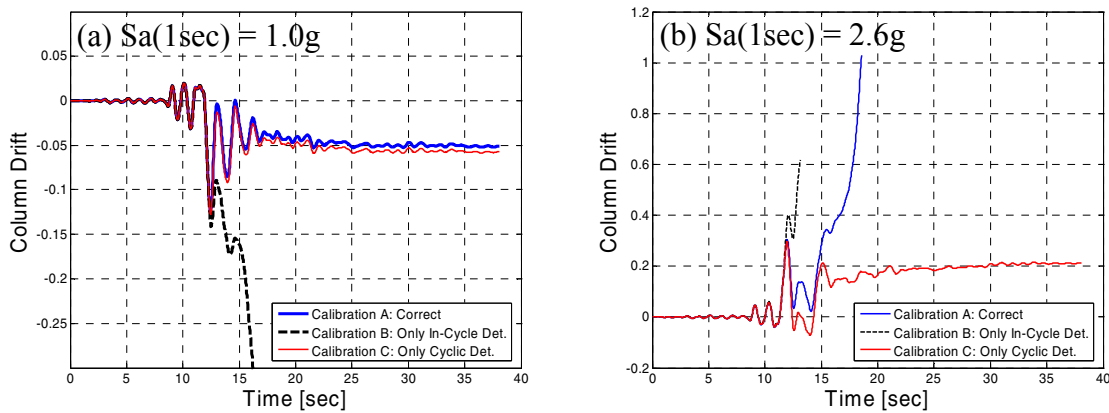 (a) Sa(1sec) = 1.0g
0.05
0
-0.05
-0.1
-0.15
-0.2
-0.25
Column Drift
Calibration A: Correct
Calibration B: Only In-Cycle Det.
Calibration C: Only Cyclic Det.
0 5 10 15 20 25 30 35 40
Time [sec]
(b) Sa(1sec) = 2.6g
1.2
1
0.8
0.6
0.4
0.2
0
-0.2
Column Drift
Calibration A: Correct
Calibration B: Only In-Cycle Det.
Calibration C: Only Cyclic Det.
0 5 10 15 20 25 30 35 40
Time [sec]